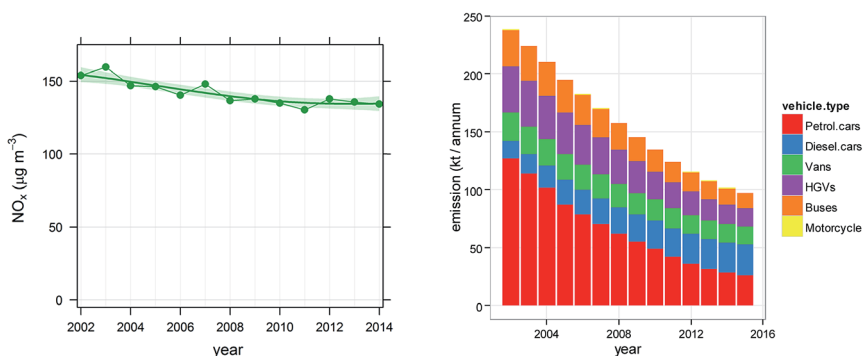 150
100
50
0
NOx (µg m⁻³)
2002 2004 2006 2008 2010 2012 2014
year
250
200
150
100
50
0
emission (kt / annum
2004 2008 2012 2016
year
vehicle.type
Petrol.cars
Diesel.cars
Vans
HGVs
Buses
Motorcycle